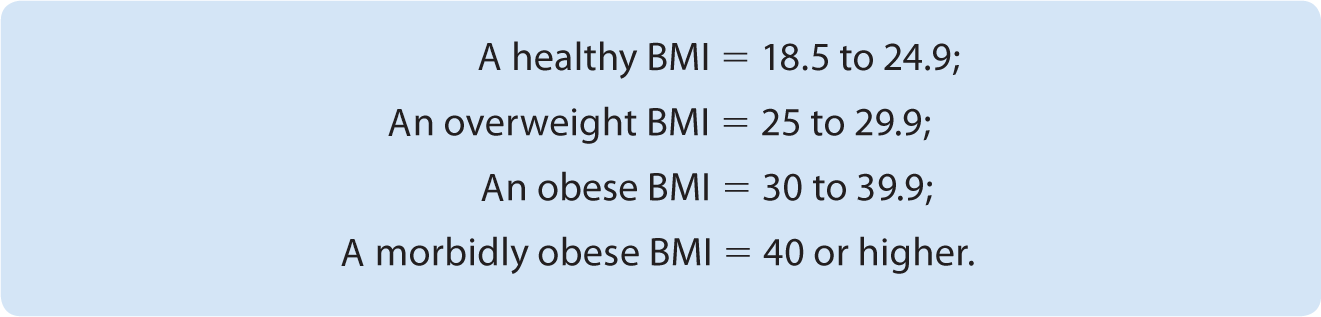 A healthy BMI = 18.5 to 24.9;
An overweight BMI = 25 to 29.9;
An obese BMI = 30 to 39.9;
A morbidly obese BMI = 40 or higher.